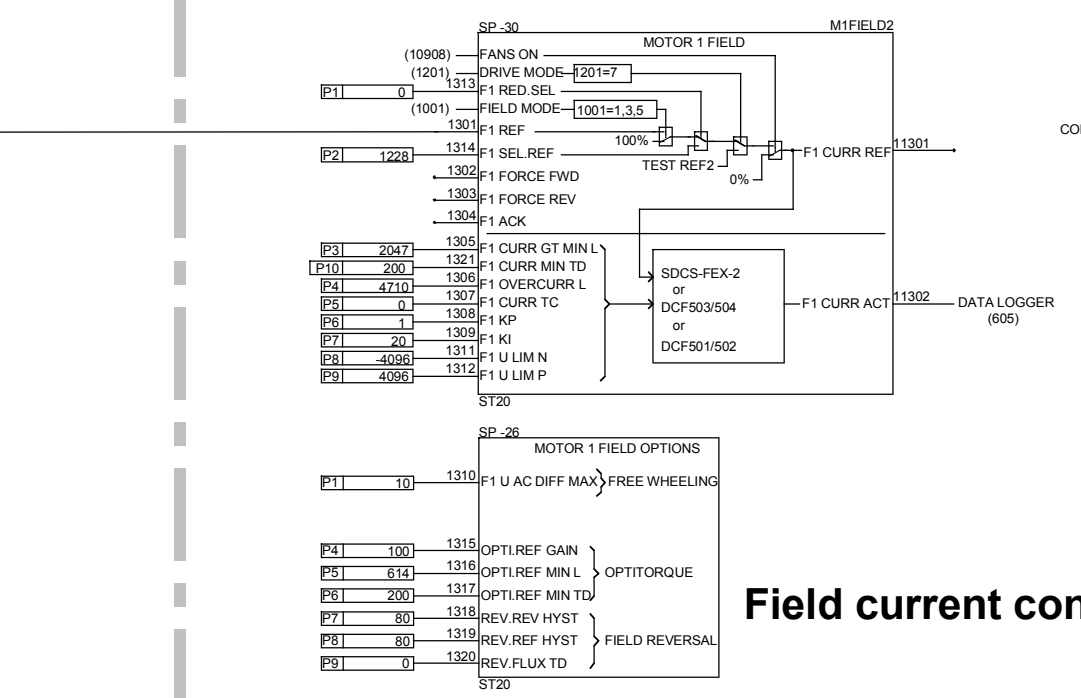 SP -30 M1FIELD2
MOTOR 1 FIELD
(10908) FANS ON
(1201) DRIVE MODE 1201=7
P1 0 1313 F1 RED.SEL
(1001) FIELD MODE 1001=1,3,5
1301 F1 REF 100%
P2 1228 1314 F1 SEL.REF TEST REF2 F1 CURR REF 11301
0%
1302 F1 FORCE FWD
1303 F1 FORCE REV
1304 F1 ACK
P3 2047 1305 F1 CURR GT MIN L
P10 200 1321 F1 CURR MIN TD
P4 4710 1306 F1 OVERCURR L
P5 0 1307 F1 CURR TC
P6 1 1308 F1 KP
P7 20 1309 F1 KI
P8 -4096 1311 F1 U LIM N
P9 4096 1312 F1 U LIM P
SDCS-FEX-2
or
DCF503/504
or
DCF501/502
F1 CURR ACT 11302 DATA LOGGER
(605)
ST20
COI
SP -26
MOTOR 1 FIELD OPTIONS
P1 10 1310 F1 U AC DIFF MAX FREE WHEELING
P4 100 1315 OPTI.REF GAIN
P5 614 1316 OPTI.REF MIN L OPTITORQUE
P6 200 1317 OPTI.REF MIN TD
P7 80 1318 REV.REV HYST
P8 80 1319 REV.REF HYST FIELD REVERSAL
P9 0 1320 REV.FLUX TD
ST20
Field current con